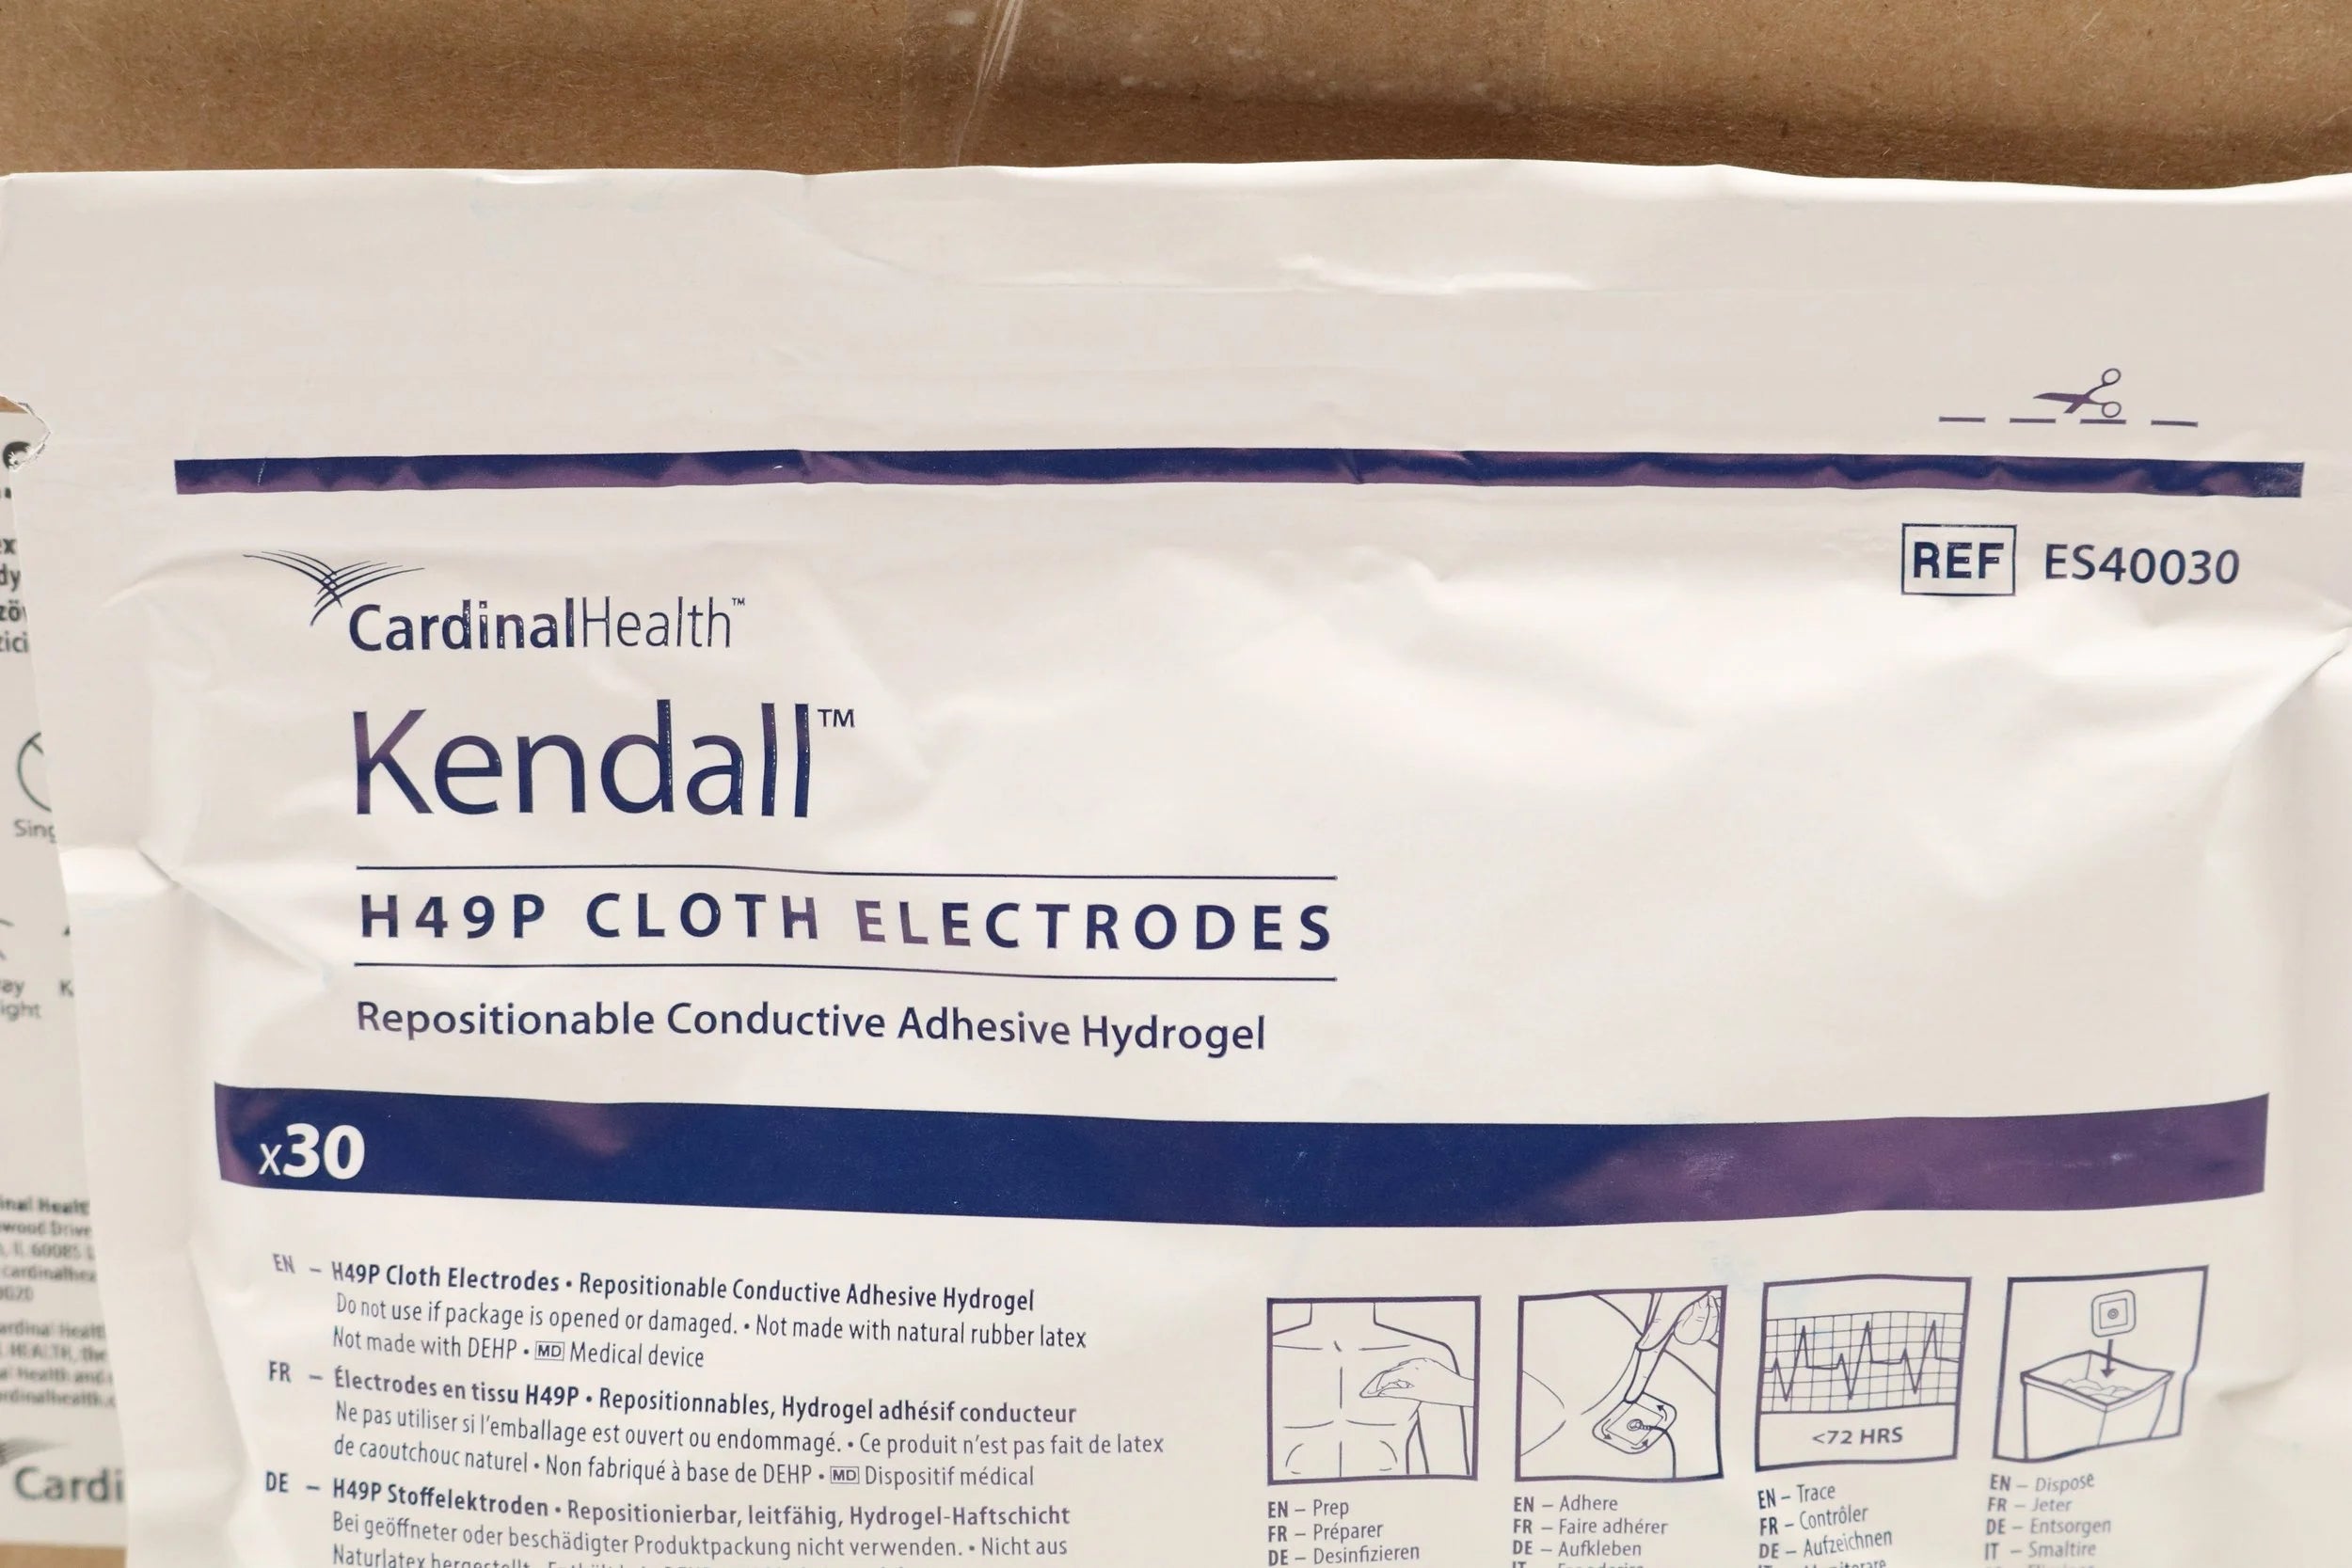 REF ES40030
CardinalHealth™
Kendall™
H49P CLOTH ELECTRODES
Repositionable Conductive Adhesive Hydrogel
x30
EN – H49P Cloth Electrodes • Repositionable Conductive Adhesive Hydrogel
Do not use if package is opened or damaged. • Not made with natural rubber latex
Not made with DEHP • MD Medical device
FR – Électrodes en tissu H49P • Repositionnables, Hydrogel adhésif conducteur
Ne pas utiliser si l'emballage est ouvert ou endommagé. • Ce produit n'est pas fait de latex
de caoutchouc naturel • Non fabriqué à base de DEHP • MD Dispositif médical
DE – H49P Stoffelektroden • Repositionierbar, leitfähig, Hydrogel-Haftschicht
Bei geöffneter oder beschädigter Produktpackung nicht verwenden. • Nicht aus
Naturlatex hergestellt
<72 HRS
EN – Prep
FR – Préparer
DE – Desinfizieren
EN – Adhere
FR – Faire adhérer
DE – Aufkleben
EN – Trace
FR – Contrôler
DE – Aufzeichnen
EN – Dispose
FR – Jeter
DE – Entsorgen
IT – Smaltire
Cardi